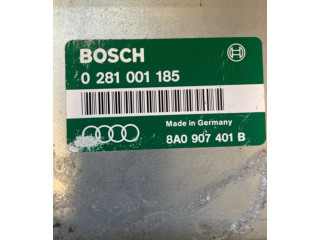 BOSCH
0 281 001 185
Made in Germany
8A0 907 401 B